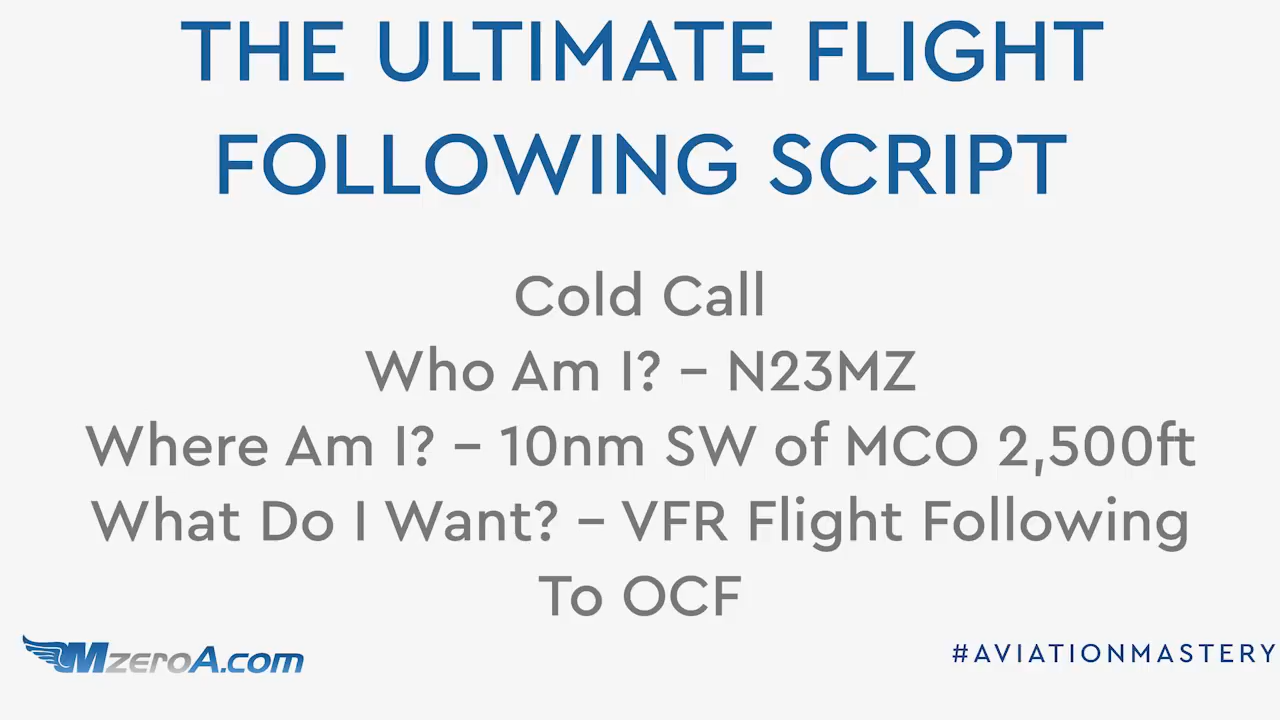 THE ULTIMATE FLIGHT
FOLLOWING SCRIPT
Cold Call
Who Am I? – N23MZ
Where Am I? – 10nm SW of MCO 2,500ft
What Do I Want? – VFR Flight Following
To OCF
MzeroA.com
#AVIATIONMASTERY